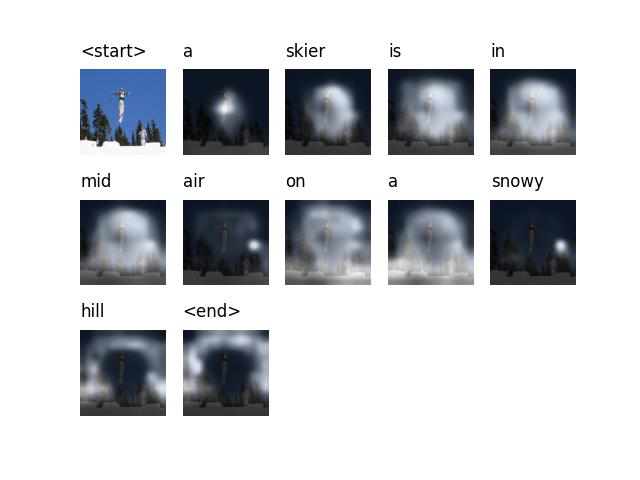 <start> a skier is in
mid air on a snowy
hill <end>